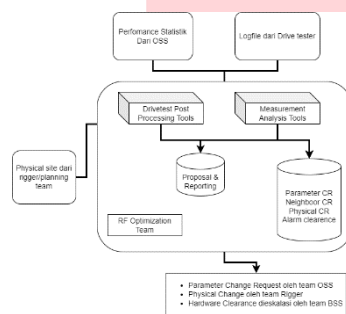 Perfomance Statistik
Dari OSS
Logfile dari Drive tester
Drivetest Post
Processing Tools
Measurement
Analysis Tools
Physical site dari
rigger/planning
team
Proposal &
Reporting
Parameter CR
Neighboor CR
Physical CR
Alarm clearence
RF Optimization
Team
• Parameter Change Request oleh team OSS
• Physical Change oleh team Rigger
• Hardware Clearance dieskalasi oleh team BSS